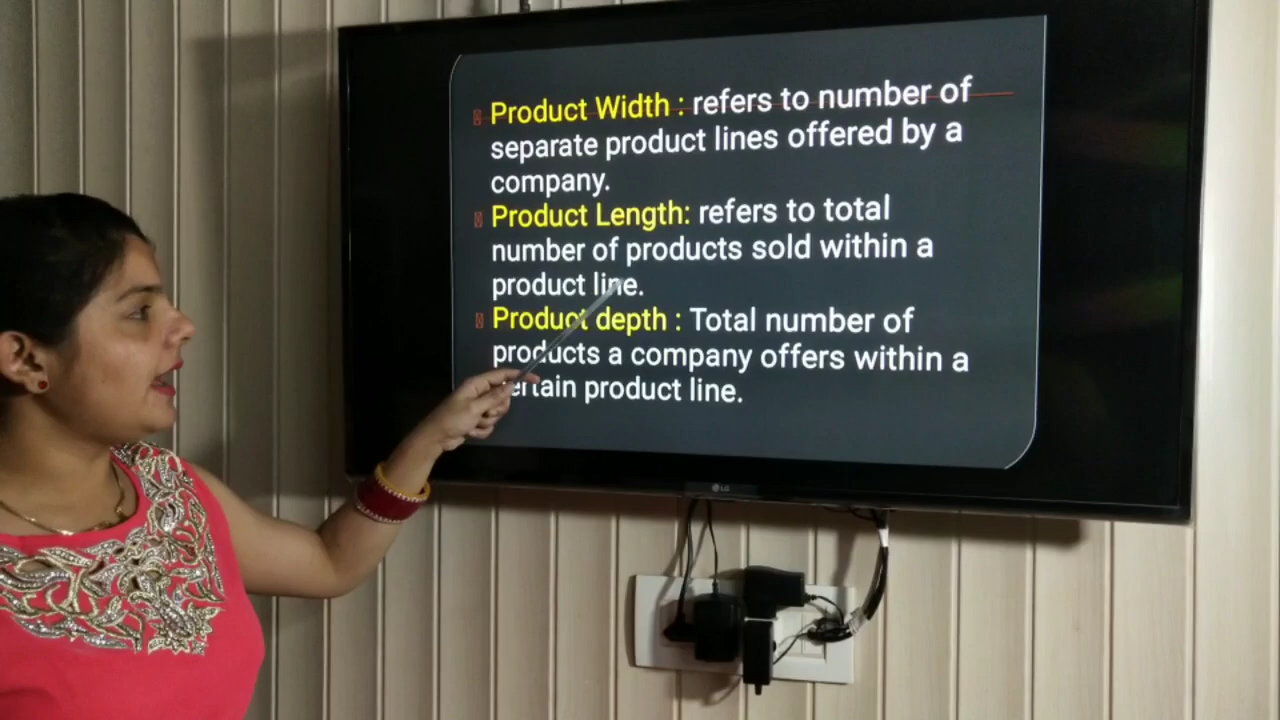 Product Width : refers to number of
separate product lines offered by a
company.
Product Length: refers to total
number of products sold within a
product line.
Product depth : Total number of
products a company offers within a
ertain product line.
LG